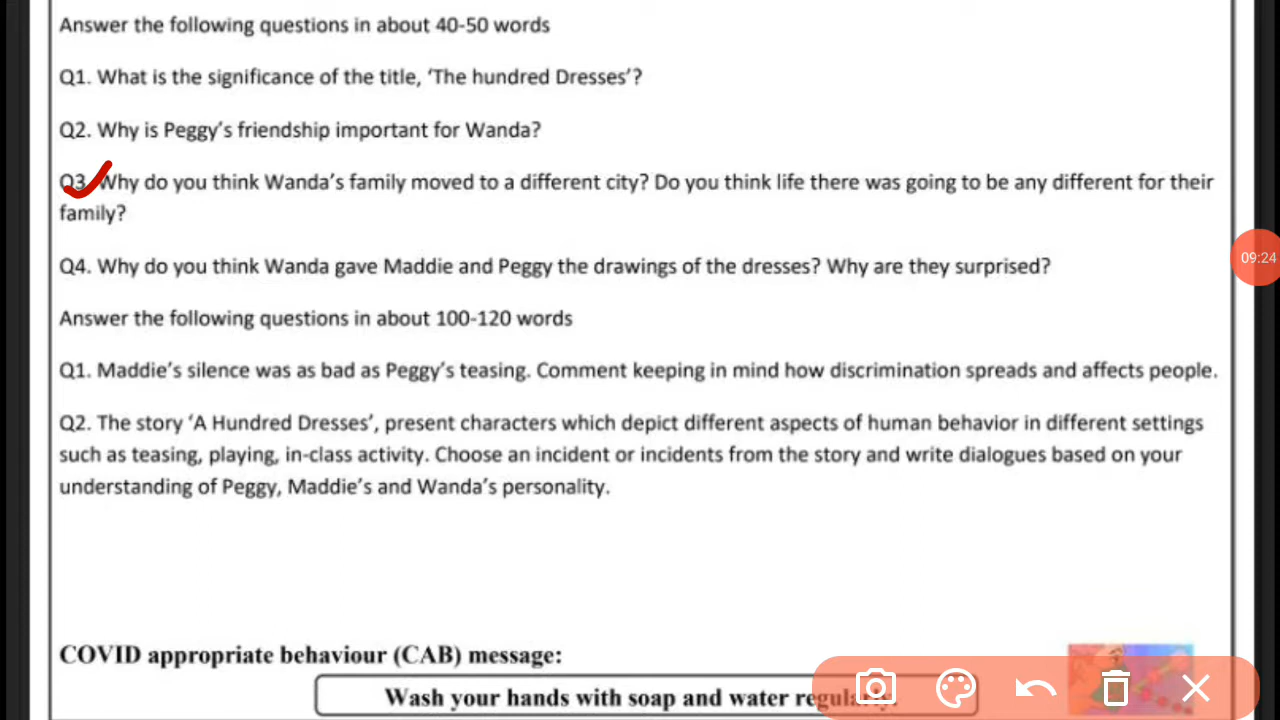 Answer the following questions in about 40-50 words
Q1. What is the significance of the title, ‘The hundred Dresses’?
Q2. Why is Peggy’s friendship important for Wanda?
Q3. Why do you think Wanda’s family moved to a different city? Do you think life there was going to be any different for their
family?
09:24
Q4. Why do you think Wanda gave Maddie and Peggy the drawings of the dresses? Why are they surprised?
Answer the following questions in about 100-120 words
Q1. Maddie’s silence was as bad as Peggy’s teasing. Comment keeping in mind how discrimination spreads and affects people.
Q2. The story ‘A Hundred Dresses’, present characters which depict different aspects of human behavior in different settings
such as teasing, playing, in-class activity. Choose an incident or incidents from the story and write dialogues based on your
understanding of Peggy, Maddie’s and Wanda’s personality.
COVID appropriate behaviour (CAB) message:
Wash your hands with soap and water regularly.